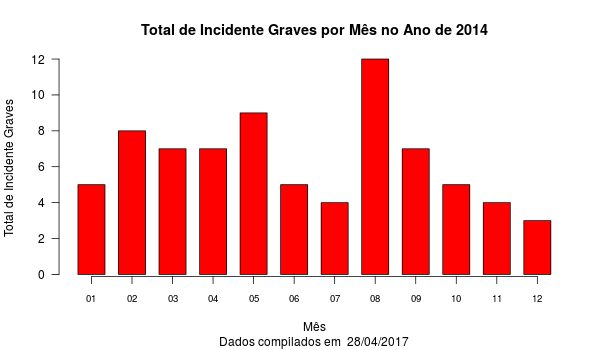 Total de Incidente Graves por Mês no Ano de 2014
Total de Incidente Graves
12
10
8
6
4
2
0
01 02 03 04 05 06 07 08 09 10 11 12
Mês
Dados compilados em 28/04/2017